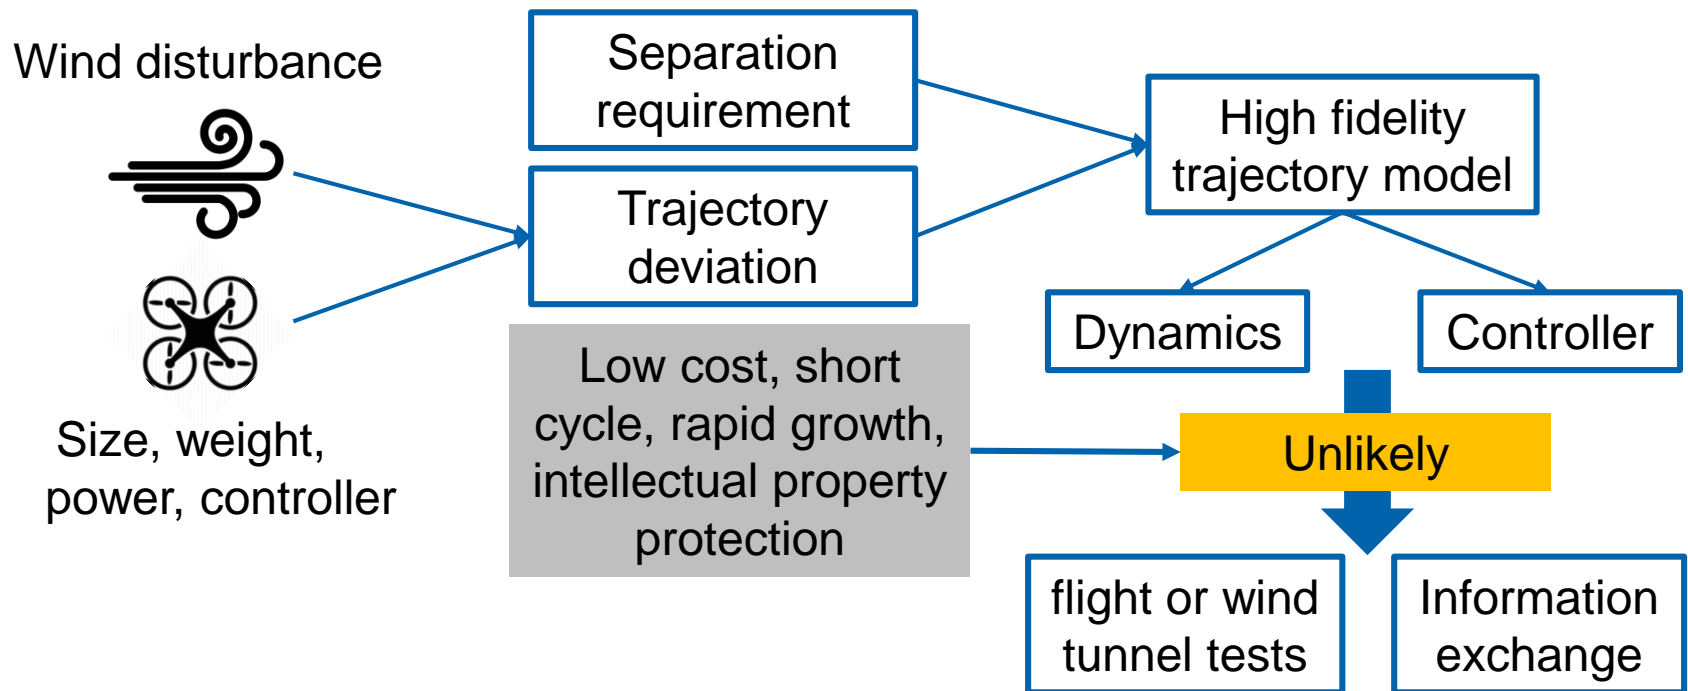 Wind disturbance
Size, weight,
power, controller
Separation
requirement
Trajectory
deviation
Low cost, short
cycle, rapid growth,
intellectual property
protection
High fidelity
trajectory model
Dynamics
Controller
Unlikely
flight or wind
tunnel tests
Information
exchange